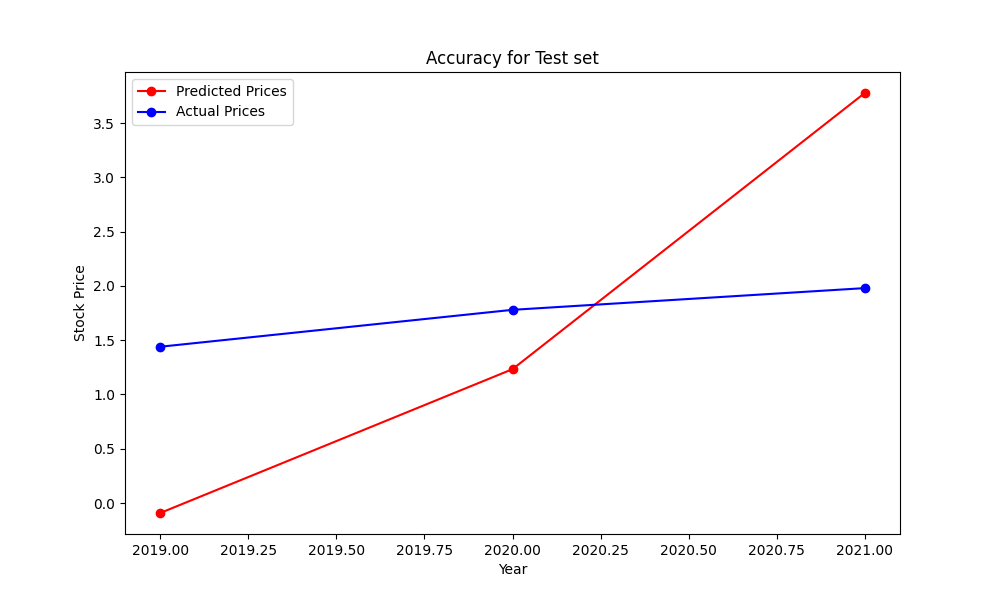 Accuracy for Test set
Predicted Prices
Actual Prices
Stock Price
3.5
3.0
2.5
2.0
1.5
1.0
0.5
0.0
2019.00 2019.25 2019.50 2019.75 2020.00 2020.25 2020.50 2020.75 2021.00
Year